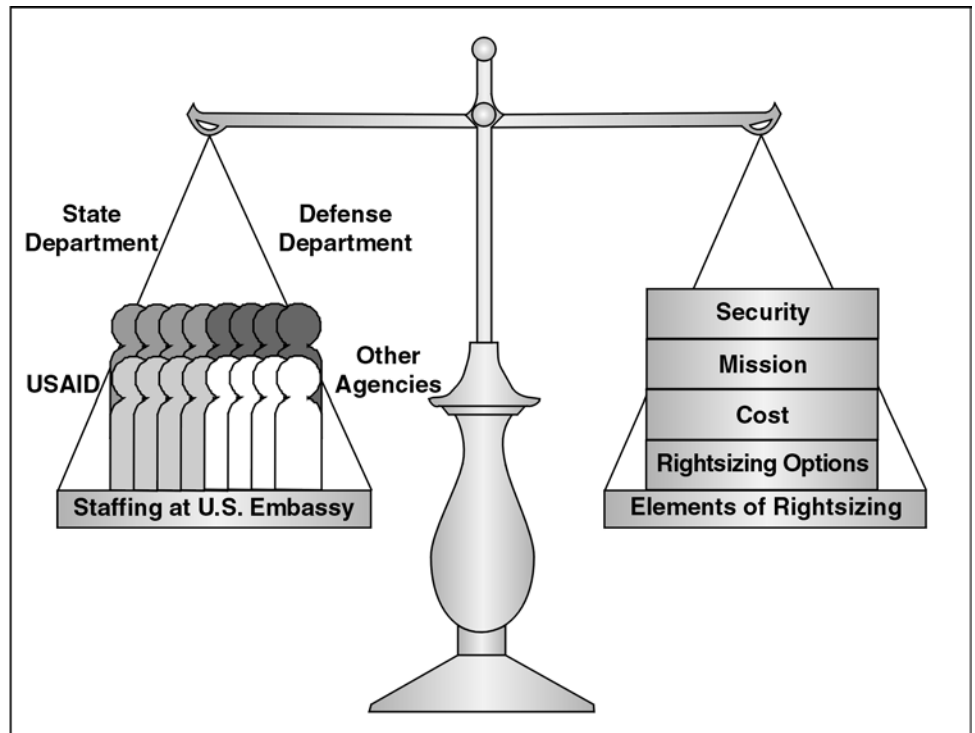 State
Department
Defense
Department
USAID
Other
Agencies
Staffing at U.S. Embassy
Security
Mission
Cost
Rightsizing Options
Elements of Rightsizing